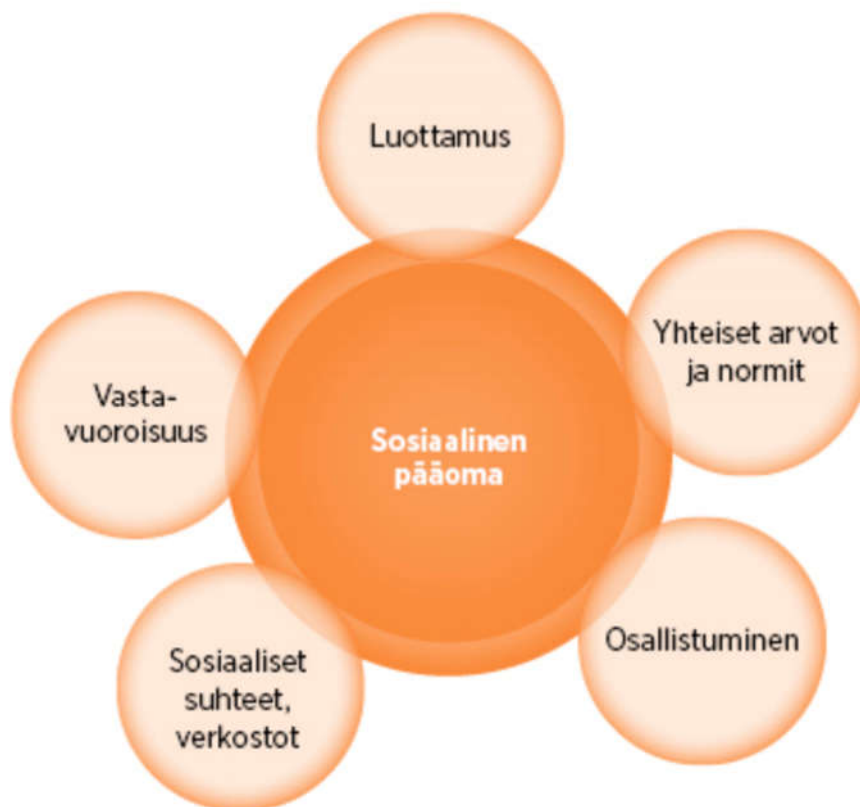 Luottamus
Yhteiset arvot
ja normit
Vasta-
vuoroisuus
Sosiaalinen
pääoma
Osallistuminen
Sosiaaliset
suhteet,
verkostot